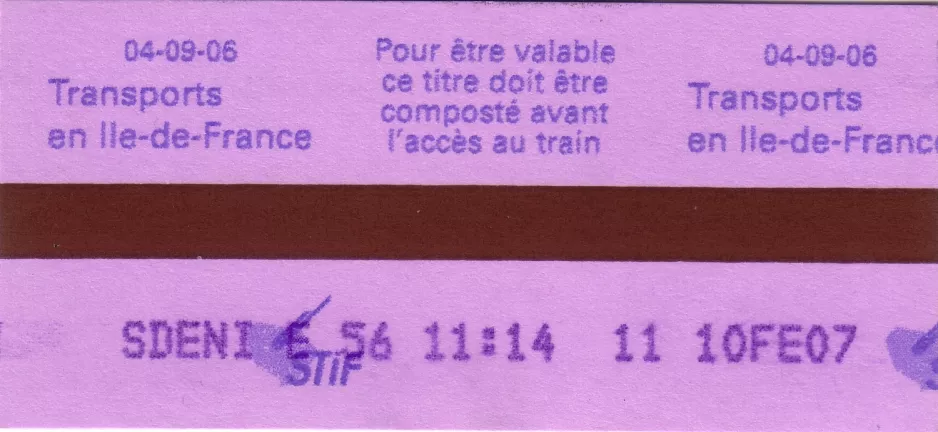 04-09-06
Transports
en Ile-de-France
Pour être valable
ce titre doit être
composté avant
l'accès au train
04-09-06
Transports
en Ile-de-Franc
SDENI E 56 11:14 11 10FE07
STiF